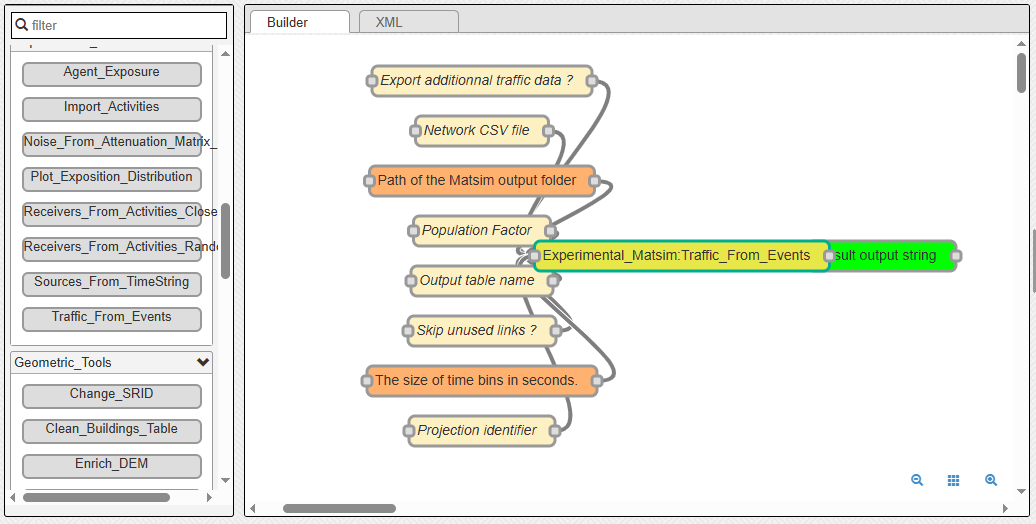 filter
Agent_Exposure
Import_Activities
Noise_From_Attenuation_Matrix_
Plot_Exposition_Distribution
Receivers_From_Activities_Close
Receivers_From_Activities_Rand
Sources_From_TimeString
Traffic_From_Events
Geometric_Tools
Change_SRID
Clean_Buildings_Table
Enrich_DEM
Builder
XML
Export additionnal traffic data ?
Network CSV file
Path of the Matsim output folder
Population Factor
Experimental_Matsim:Traffic_From_Events
sult output string
Output table name
Skip unused links ?
The size of time bins in seconds.
Projection identifier